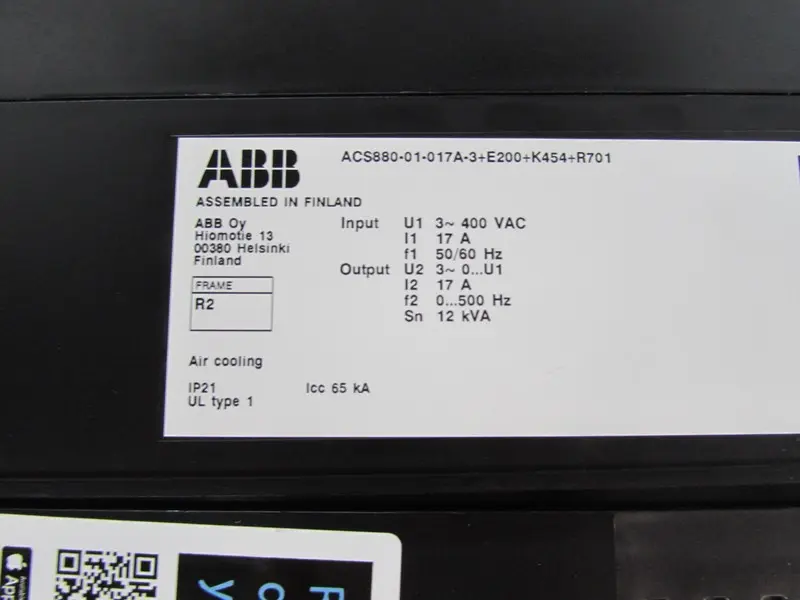 ABB
ACS880-01-017A-3+E200+K454+R701
ASSEMBLED IN FINLAND
ABB Oy
Hiomotie 13
00380 Helsinki
Finland
Input U1 3~ 400 VAC
I1 17 A
f1 50/60 Hz
Output U2 3~ 0...U1
I2 17 A
f2 0...500 Hz
Sn 12 kVA
FRAME
R2
Air cooling
IP21
UL type 1
Icc 65 kA